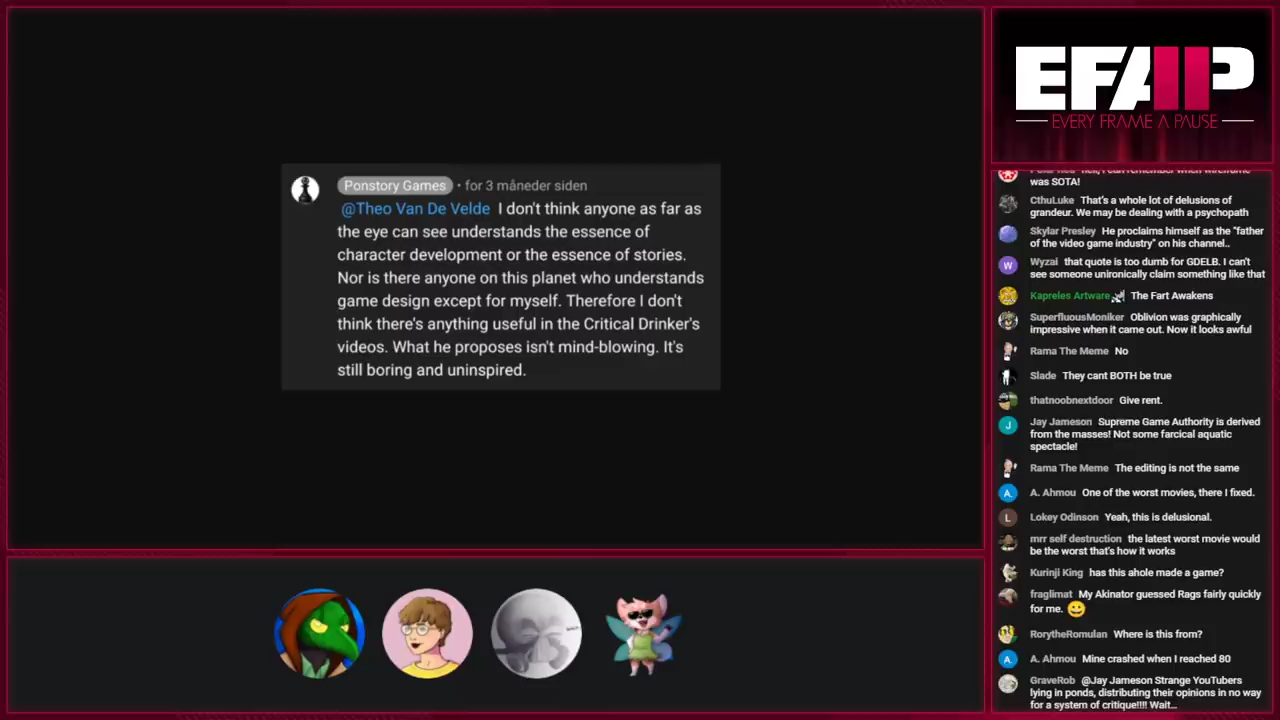 Ponstory Games • for 3 måneder siden
@Theo Van De Velde I don't think anyone as far as
the eye can see understands the essence of
character development or the essence of stories.
Nor is there anyone on this planet who understands
game design except for myself. Therefore I don't
think there's anything useful in the Critical Drinker's
videos. What he proposes isn't mind-blowing. It's
still boring and uninspired.
EFAP
EVERY FRAME A PAUSE
was SOTA!
CthuLuke That's a whole lot of delusions of
grandeur. We may be dealing with a psychopath
Skylar Presley He proclaims himself as the "father
of the video game industry" on his channel..
W
Wyzai that quote is too dumb for GDELB. I can't
see someone unironically claim something like that
Kapreles Artware The Fart Awakens
SuperfluousMoniker Oblivion was graphically
impressive when it came out. Now it looks awful
Rama The Meme No
Slade They cant BOTH be true
thatnoobnextdoor Give rent.
J
Jay Jameson Supreme Game Authority is derived
from the masses! Not some farcical aquatic
spectacle!
Rama The Meme The editing is not the same
A.
A. Ahmou One of the worst movies, there I fixed.
L
Lokey Odinson Yeah, this is delusional.
mrr self destruction the latest worst movie would
be the worst that's how it works
Kurinji King has this ahole made a game?
fraglimat My Akinator guessed Rags fairly quickly
for me. 😀
RorytheRomulan Where is this from?
A.
A. Ahmou Mine crashed when I reached 80
GraveRob @Jay Jameson Strange YouTubers
lying in ponds, distributing their opinions in no way
for a system of critique!!!! Wait...